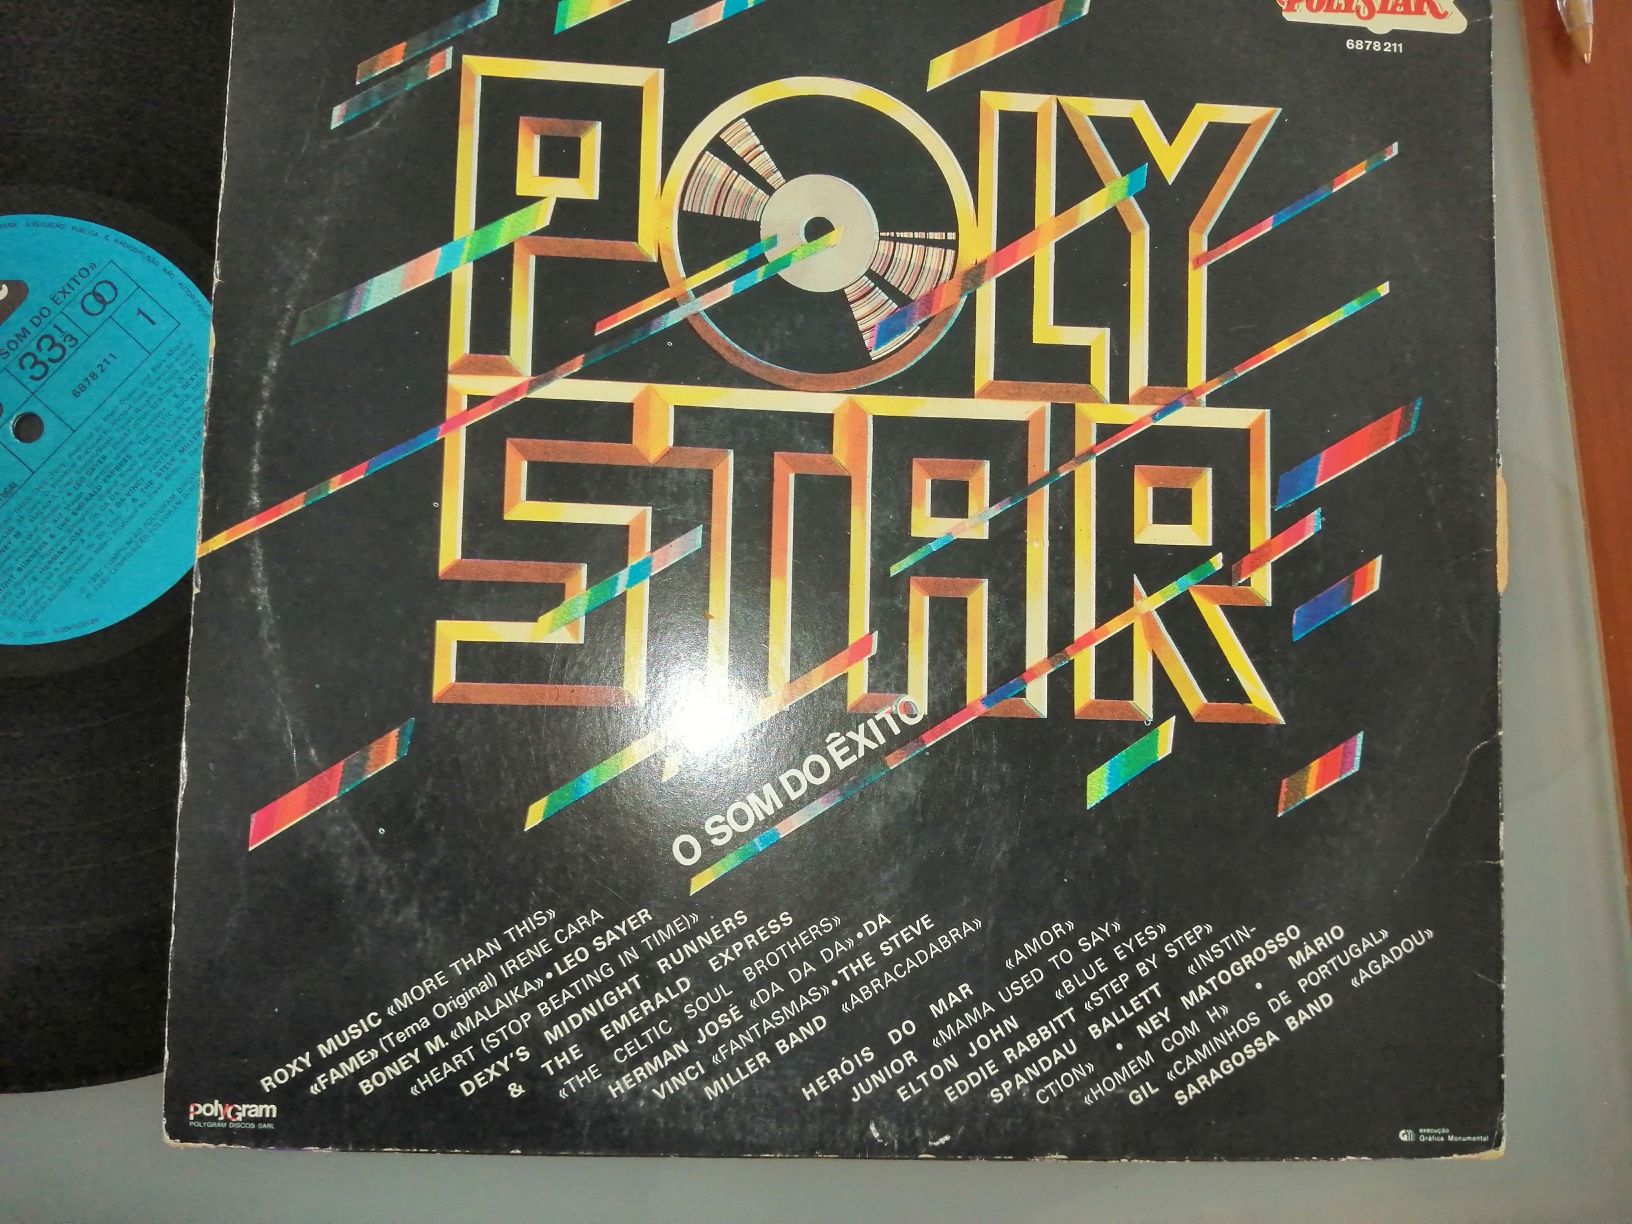 POLYSTAR
6878 211
POLY
STAR
O SOM DO ÊXITO
ROXY MUSIC «MORE THAN THIS»
«FAME» (Tema Original) IRENE CARA
BONEY M. «MALAIKA» • LEO SAYER
«HEART (STOP BEATING IN TIME)»
DEXY'S MIDNIGHT RUNNERS
& THE EMERALD EXPRESS
«THE CELTIC SOUL BROTHERS»
HERMAN JOSÉ «DA DA DA» • DA
VINCI «FANTASMAS» • THE STEVE
MILLER BAND «ABRACADABRA»
HERÓIS DO MAR «AMOR»
JUNIOR «MAMA USED TO SAY»
ELTON JOHN «BLUE EYES»
EDDIE RABBITT «STEP BY STEP»
SPANDAU BALLETT «INSTIN-
CTION» • NEY MATOGROSSO
«HOMEM COM H» • MÁRIO
GIL «CAMINHOS DE PORTUGAL»
SARAGOSSA BAND «AGADOU»
polyGram
POLYGRAM DISCOS SARL
execução
Gráfica Monumental
SOM DO ÊXITO»
33 1/3
1
6878 211